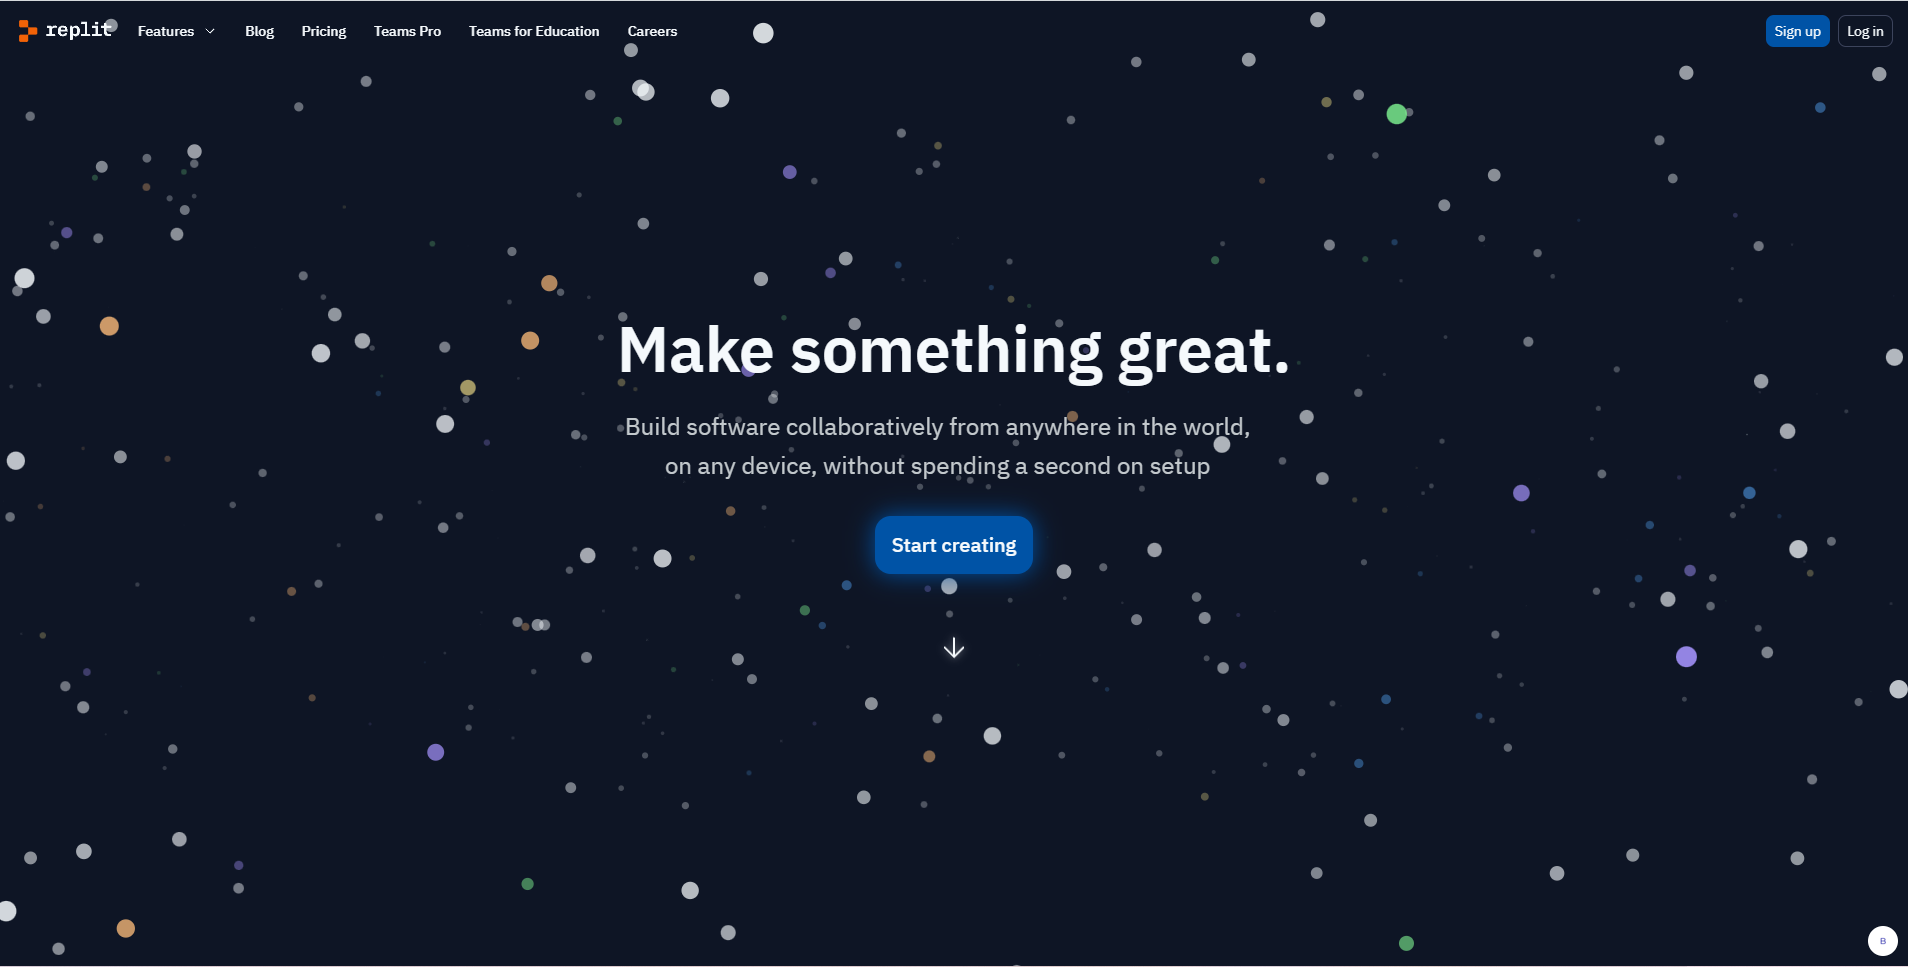 replit Features Blog Pricing Teams Pro Teams for Education Careers Sign up Log in
Make something great.
Build software collaboratively from anywhere in the world,
on any device, without spending a second on setup
Start creating
B